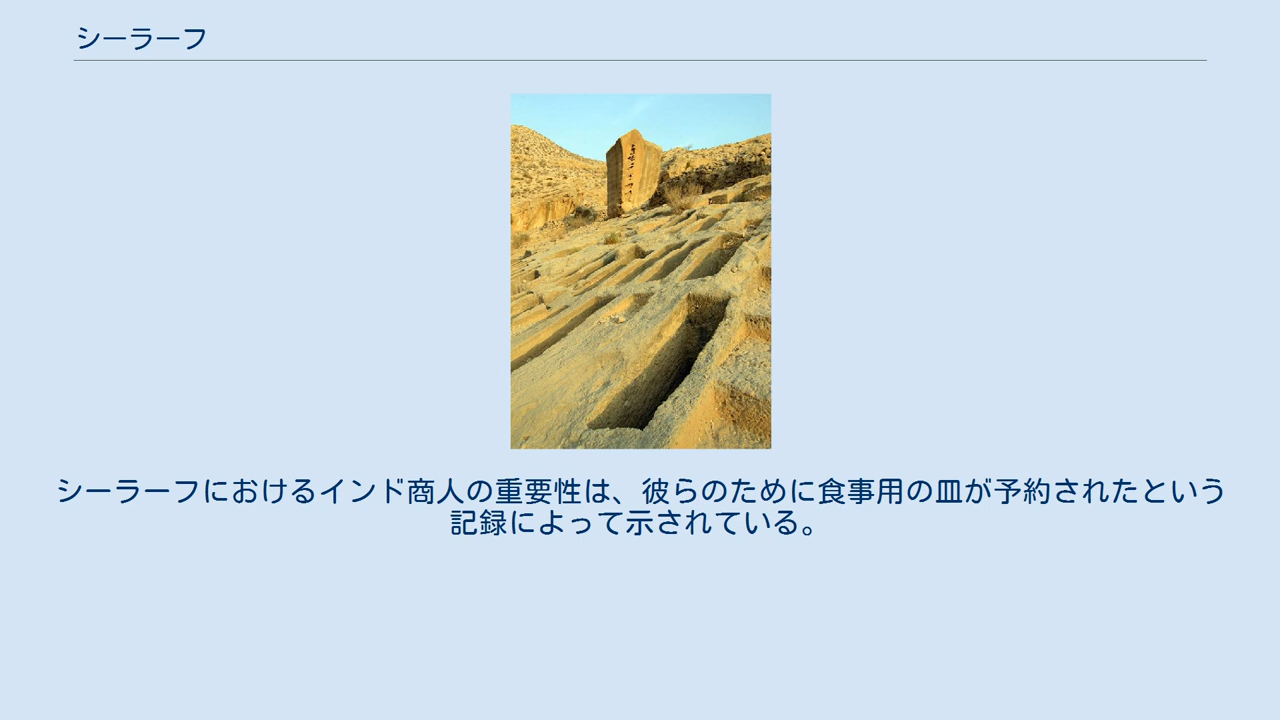 シーラーフ
シーラーフにおけるインド商人の重要性は、彼らのために食事用の皿が予約されたという
記録によって示されている。